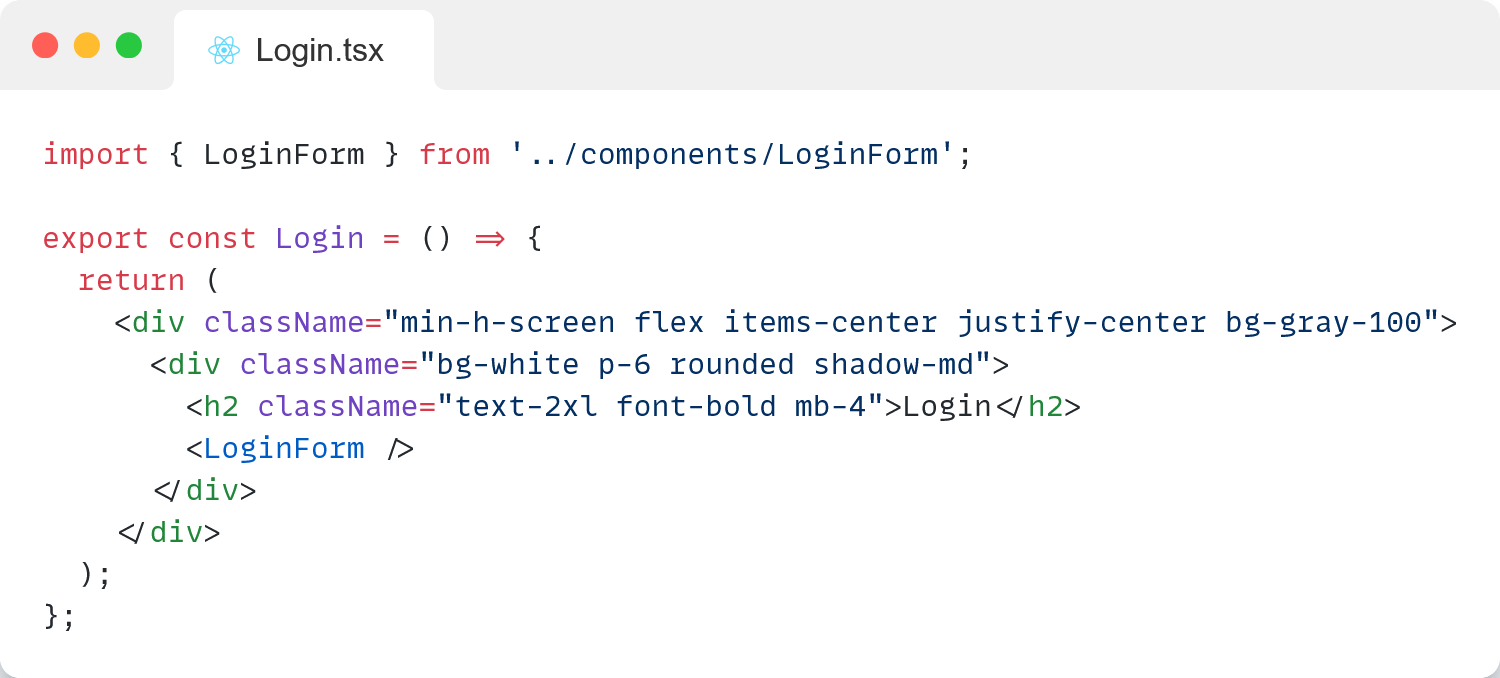 Login.tsx
import { LoginForm } from '../components/LoginForm';
export const Login = () => {
  return (
    <div className="min-h-screen flex items-center justify-center bg-gray-100">
      <div className="bg-white p-6 rounded shadow-md">
        <h2 className="text-2xl font-bold mb-4">Login</h2>
        <LoginForm />
      </div>
    </div>
  );
};